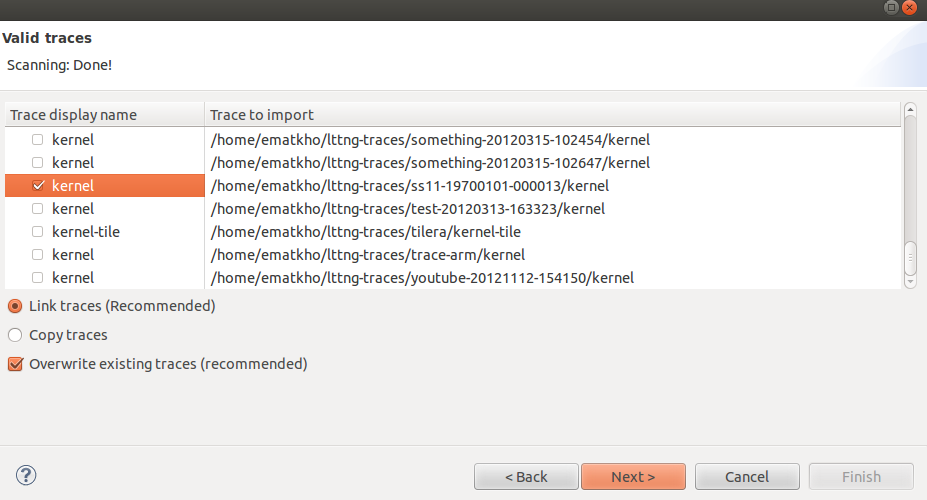 Valid traces
Scanning: Done!
Trace display name Trace to import
kernel /home/ematkho/lttng-traces/something-20120315-102454/kernel
kernel /home/ematkho/lttng-traces/something-20120315-102647/kernel
kernel /home/ematkho/lttng-traces/ss11-19700101-000013/kernel
kernel /home/ematkho/lttng-traces/test-20120313-163323/kernel
kernel-tile /home/ematkho/lttng-traces/tilera/kernel-tile
kernel /home/ematkho/lttng-traces/trace-arm/kernel
kernel /home/ematkho/lttng-traces/youtube-20121112-154150/kernel
Link traces (Recommended)
Copy traces
Overwrite existing traces (recommended)
? < Back Next > Cancel Finish